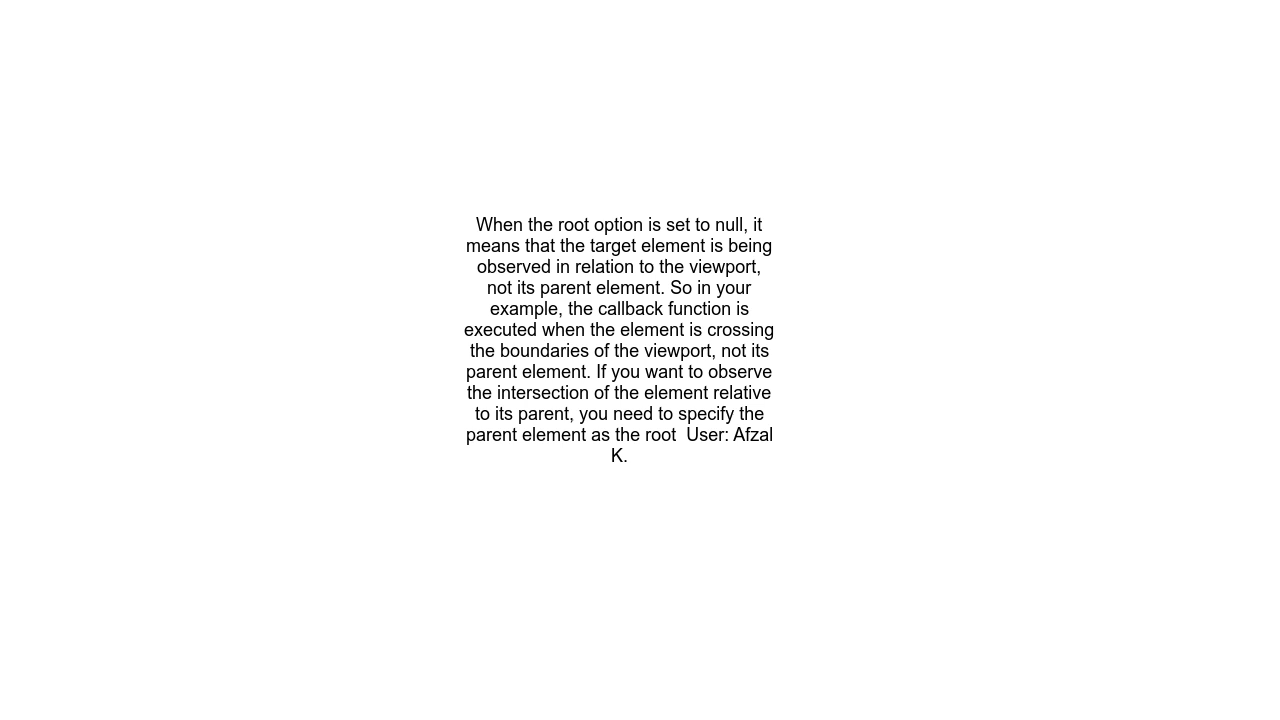 When the root option is set to null, it
means that the target element is being
observed in relation to the viewport,
not its parent element. So in your
example, the callback function is
executed when the element is crossing
the boundaries of the viewport, not its
parent element. If you want to observe
the intersection of the element relative
to its parent, you need to specify the
parent element as the root  User: Afzal
K.